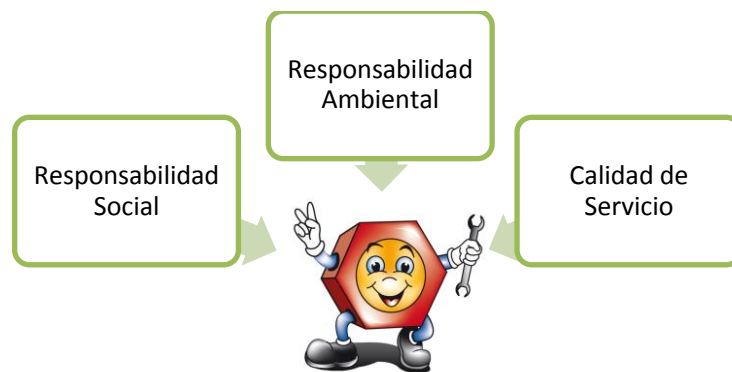 Responsabilidad
Ambiental
Responsabilidad
Social
Calidad de
Servicio